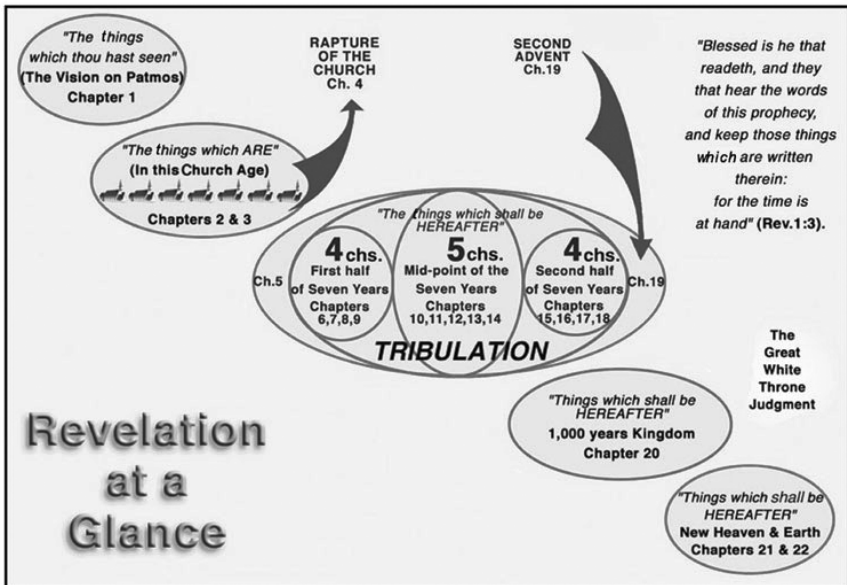 "The things
which thou hast seen"
(The Vision on Patmos)
Chapter 1
RAPTURE
OF THE
CHURCH
Ch. 4
SECOND
ADVENT
Ch.19
"Blessed is he that
readeth, and they
that hear the words
of this prophecy,
and keep those things
which are written
therein:
for the time is
at hand" (Rev.1:3).
"The things which ARE"
(In this Church Age)
Chapters 2 & 3
"The things which shall be
HEREAFTER"
Ch.5
4 chs.
First half
of Seven Years
Chapters
6,7,8,9
5 chs.
Mid-point of the
Seven Years
Chapters
10,11,12,13,14
4 chs.
Second half
of Seven Years
Chapters
15,16,17,18
Ch.19
TRIBULATION
The
Great
White
Throne
Judgment
"Things which shall be
HEREAFTER"
1,000 years Kingdom
Chapter 20
Revelation
at a
Glance
"Things which shall be
HEREAFTER"
New Heaven & Earth
Chapters 21 & 22